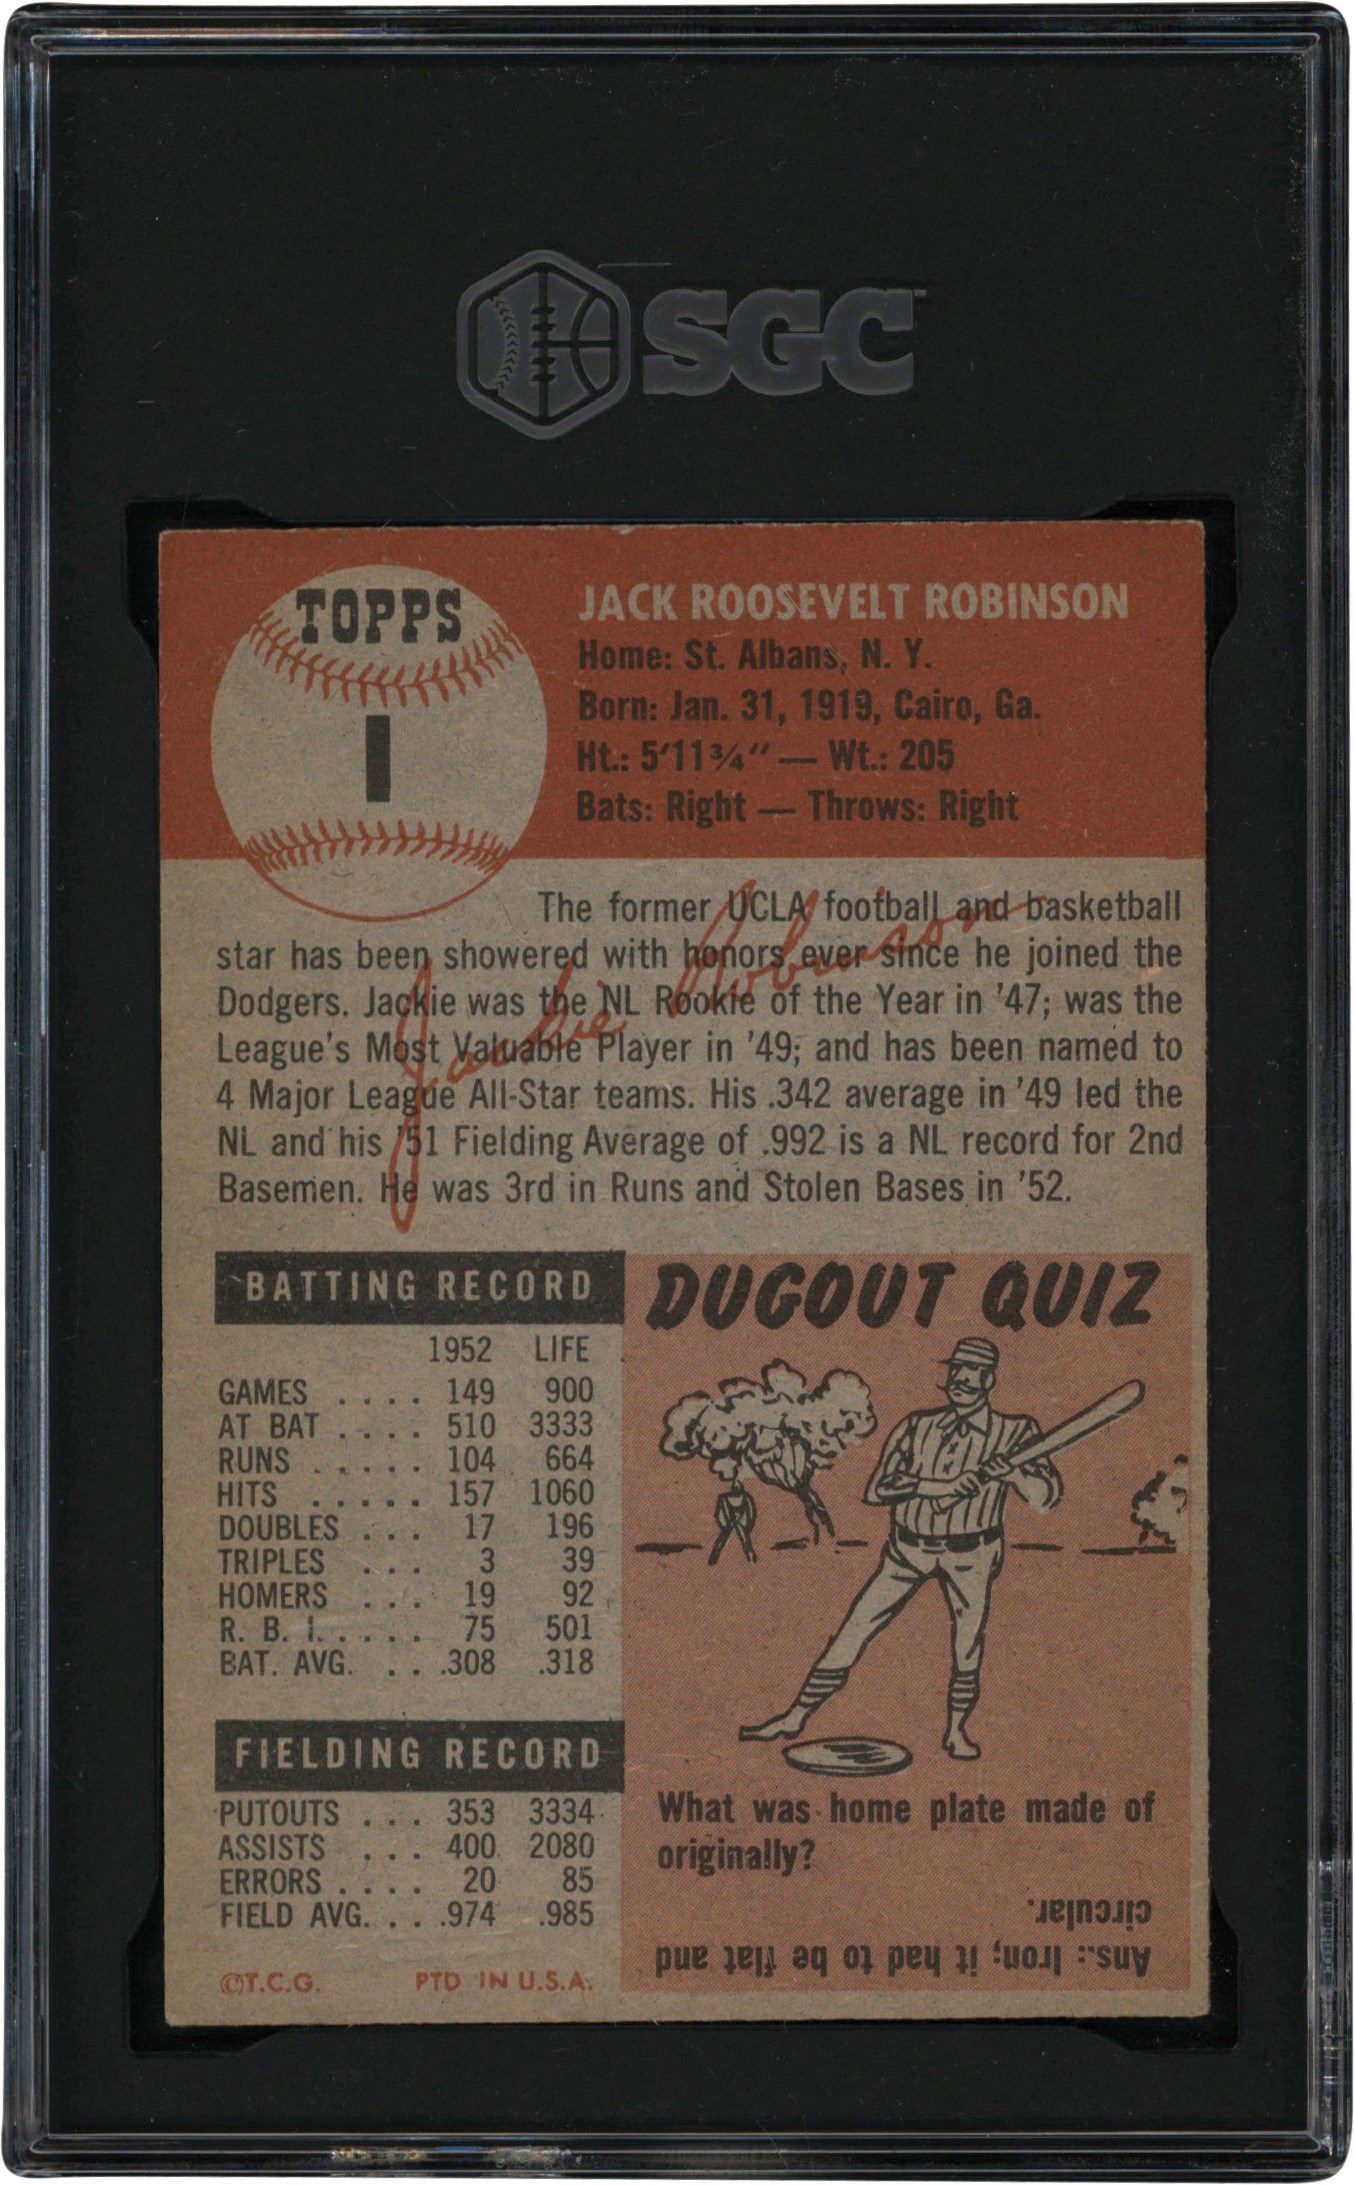 SGC
TOPPS
1
JACK ROOSEVELT ROBINSON
Home: St. Albans, N. Y.
Born: Jan. 31, 1919, Cairo, Ga.
Ht.: 5'11¾" — Wt.: 205
Bats: Right — Throws: Right
The former UCLA football and basketball
star has been showered with honors ever since he joined the
Dodgers. Jackie was the NL Rookie of the Year in '47; was the
League's Most Valuable Player in '49; and has been named to
4 Major League All-Star teams. His .342 average in '49 led the
NL and his '51 Fielding Average of .992 is a NL record for 2nd
Basemen. He was 3rd in Runs and Stolen Bases in '52.
Jackie Robinson
BATTING RECORD
1952 LIFE
GAMES .... 149 900
AT BAT .... 510 3333
RUNS ..... 104 664
HITS ..... 157 1060
DOUBLES ... 17 196
TRIPLES ... 3 39
HOMERS ... 19 92
R. B. I. .... 75 501
BAT. AVG. ... .308 .318
FIELDING RECORD
PUTOUTS ... 353 3334
ASSISTS ... 400 2080
ERRORS .... 20 85
FIELD AVG. ... .974 .985
©T.C.G. PTD IN U.S.A.
DUGOUT QUIZ
What was home plate made of
originally?
Ans.: Iron; it had to be flat and
circular.